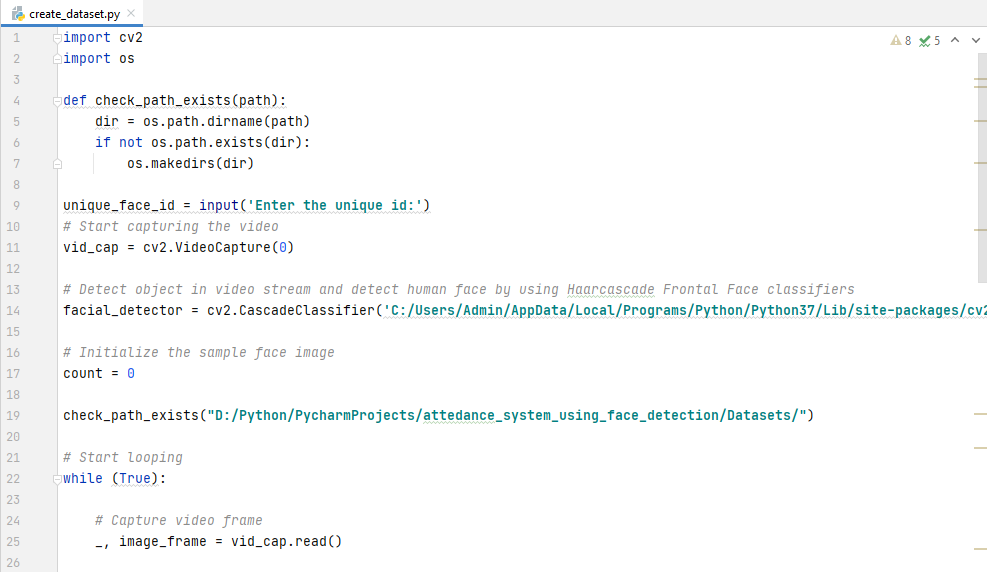 create_dataset.py
8 5
1 import cv2
2 import os
3
4 def check_path_exists(path):
5 dir = os.path.dirname(path)
6 if not os.path.exists(dir):
7 os.makedirs(dir)
8
9 unique_face_id = input('Enter the unique id:')
10 # Start capturing the video
11 vid_cap = cv2.VideoCapture(0)
12
13 # Detect object in video stream and detect human face by using Haarcascade Frontal Face classifiers
14 facial_detector = cv2.CascadeClassifier('C:/Users/Admin/AppData/Local/Programs/Python/Python37/Lib/site-packages/cv2
15
16 # Initialize the sample face image
17 count = 0
18
19 check_path_exists("D:/Python/PycharmProjects/attedance_system_using_face_detection/Datasets/")
20
21 # Start looping
22 while (True):
23
24 # Capture video frame
25 _, image_frame = vid_cap.read()
26